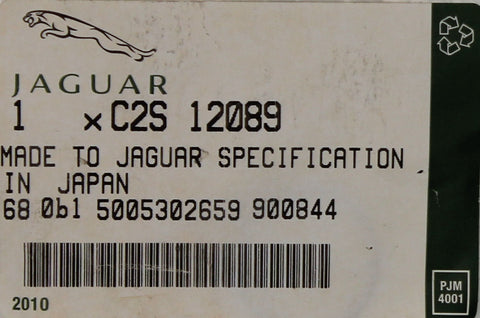 JAGUAR
1 x C2S 12089
MADE TO JAGUAR SPECIFICATION
IN JAPAN
68 0b1 5005302659 900844
2010
PJM
4001